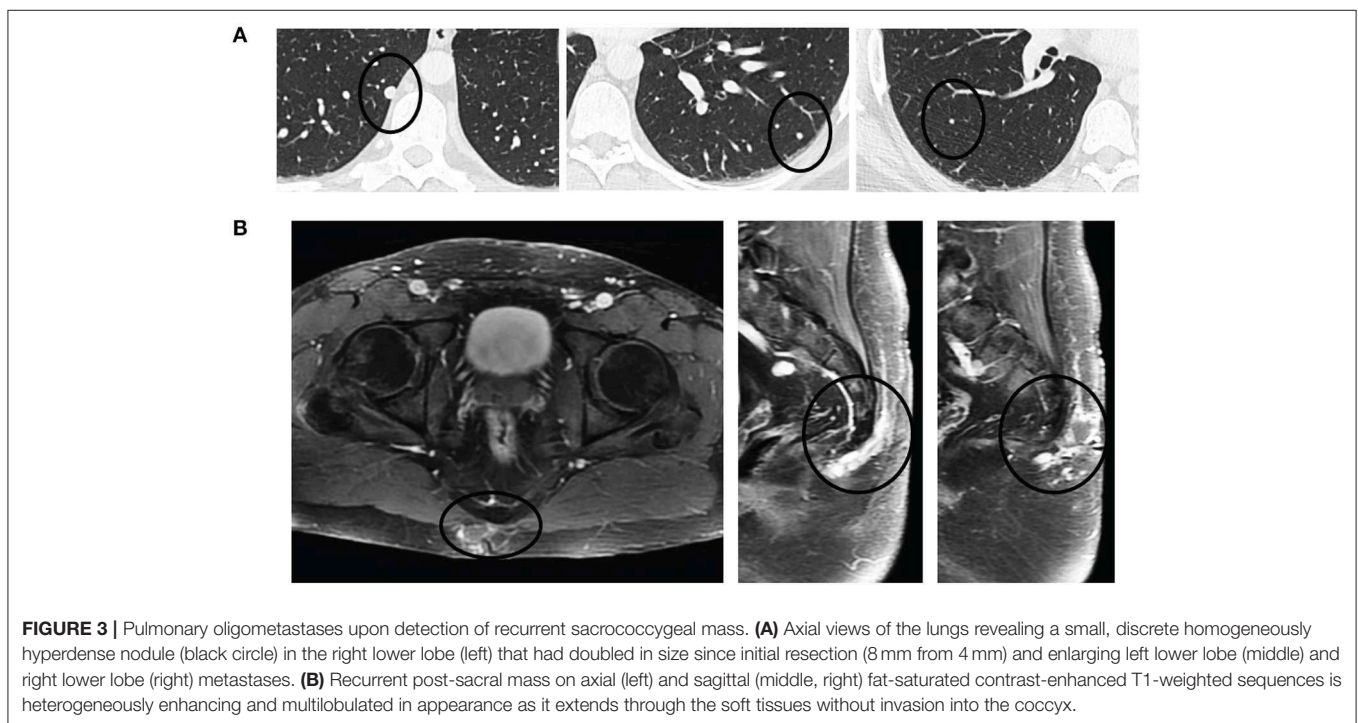 A
B
FIGURE 3 | Pulmonary oligometastases upon detection of recurrent sacrococcygeal mass. (A) Axial views of the lungs revealing a small, discrete homogeneously
hyperdense nodule (black circle) in the right lower lobe (left) that had doubled in size since initial resection (8 mm from 4 mm) and enlarging left lower lobe (middle) and
right lower lobe (right) metastases. (B) Recurrent post-sacral mass on axial (left) and sagittal (middle, right) fat-saturated contrast-enhanced T1-weighted sequences is
heterogeneously enhancing and multilobulated in appearance as it extends through the soft tissues without invasion into the coccyx.